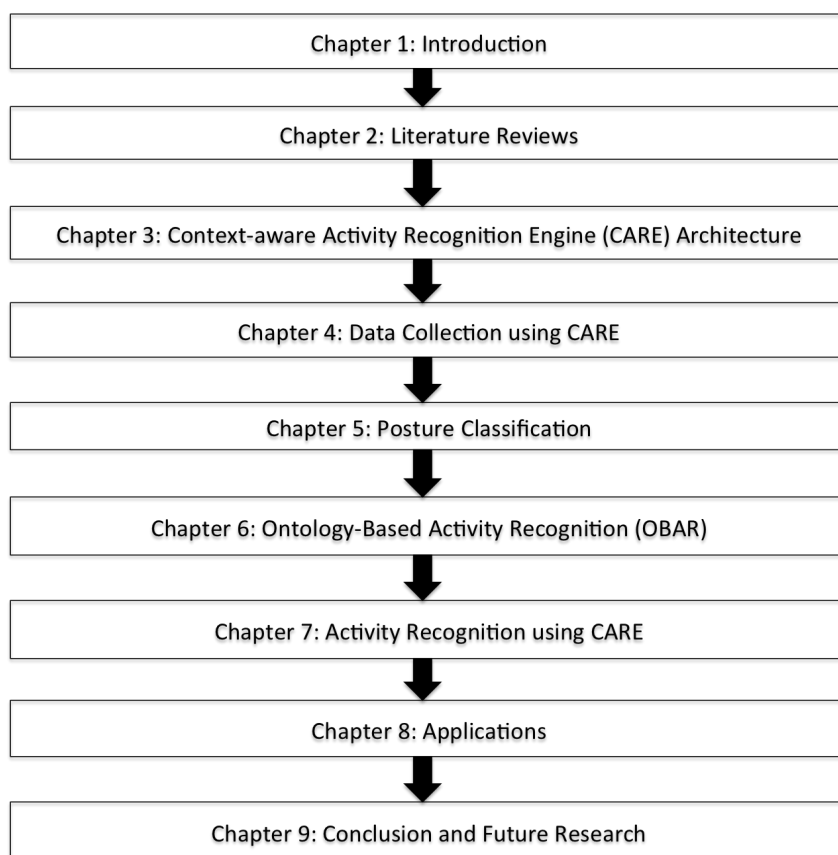 Chapter 1: Introduction
Chapter 2: Literature Reviews
Chapter 3: Context-aware Activity Recognition Engine (CARE) Architecture
Chapter 4: Data Collection using CARE
Chapter 5: Posture Classification
Chapter 6: Ontology-Based Activity Recognition (OBAR)
Chapter 7: Activity Recognition using CARE
Chapter 8: Applications
Chapter 9: Conclusion and Future Research